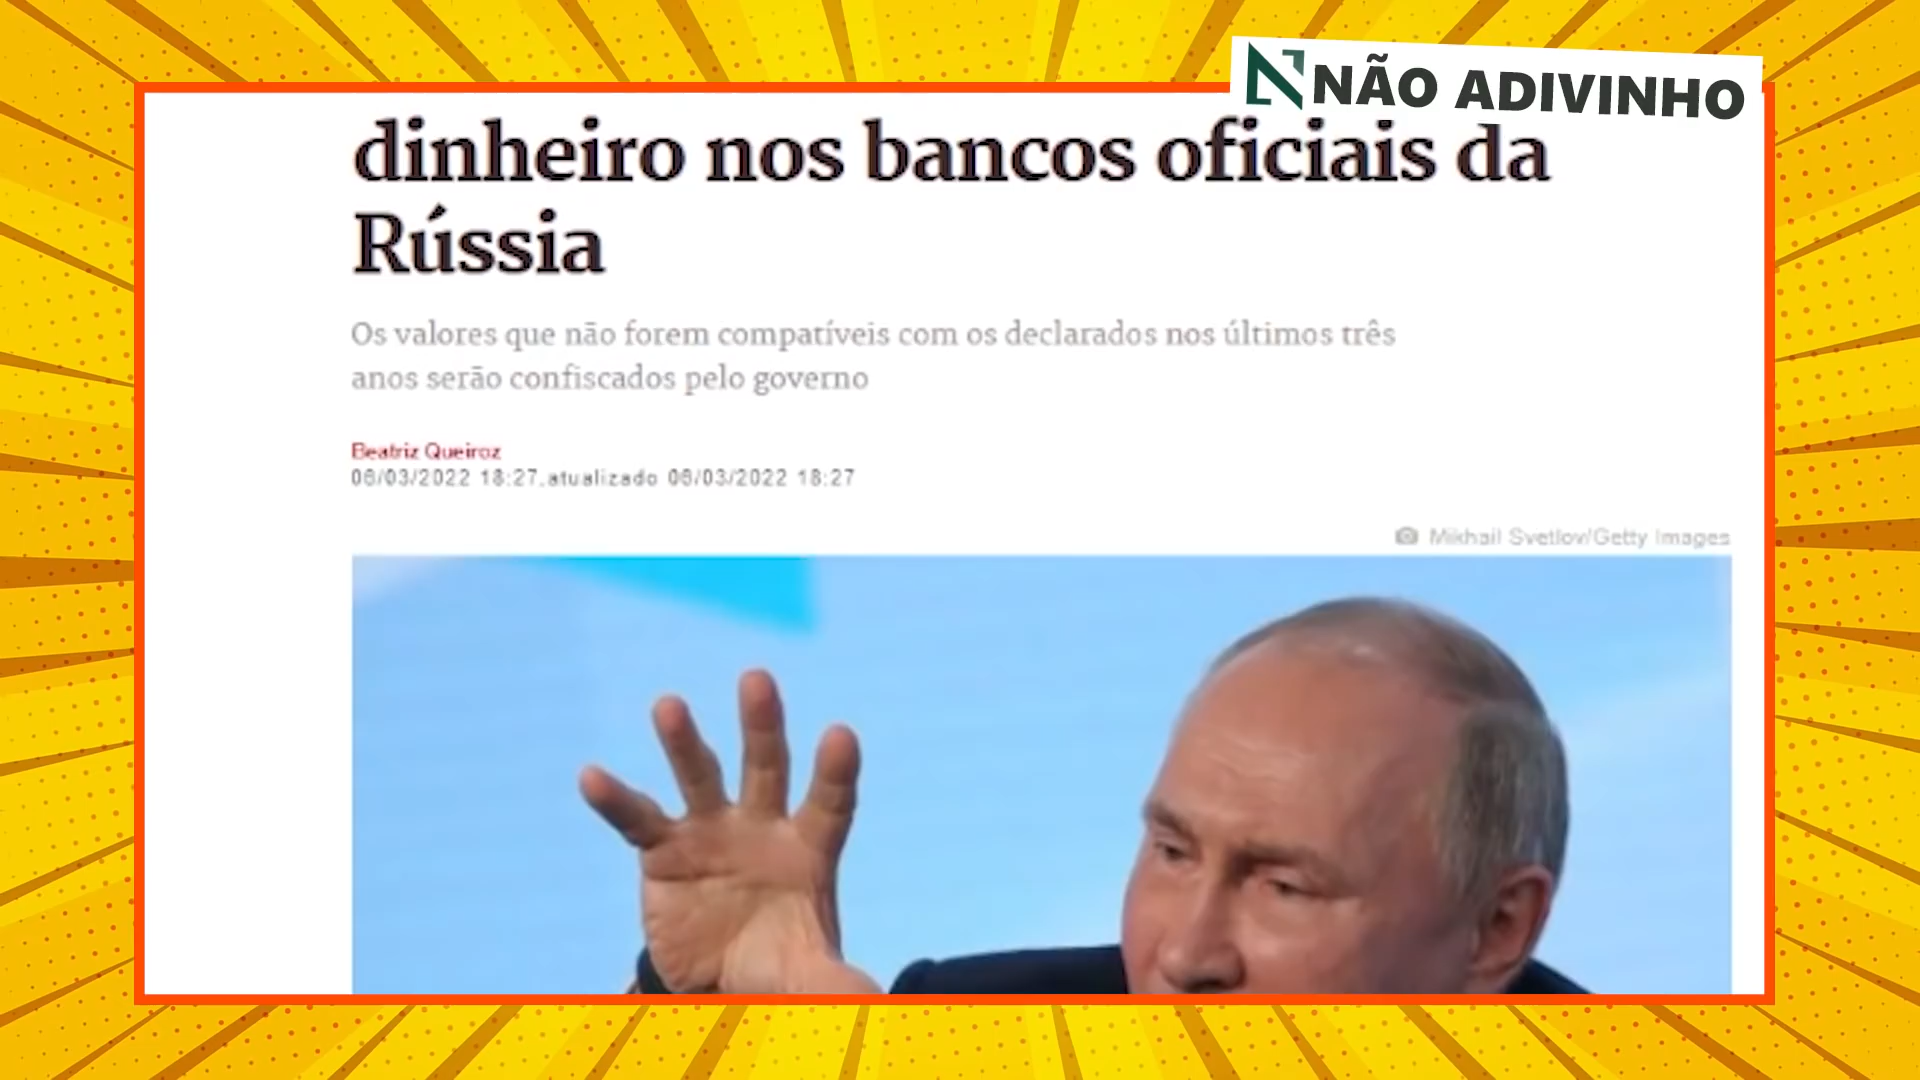 NÃO ADIVINHO
dinheiro nos bancos oficiais da
Rússia
Os valores que não forem compatíveis com os declarados nos últimos três
anos serão confiscados pelo governo
Beatriz Queiroz
06/03/2022 18:27,atualizado 06/03/2022 18:27
Mikhail Svetlov/Getty Images